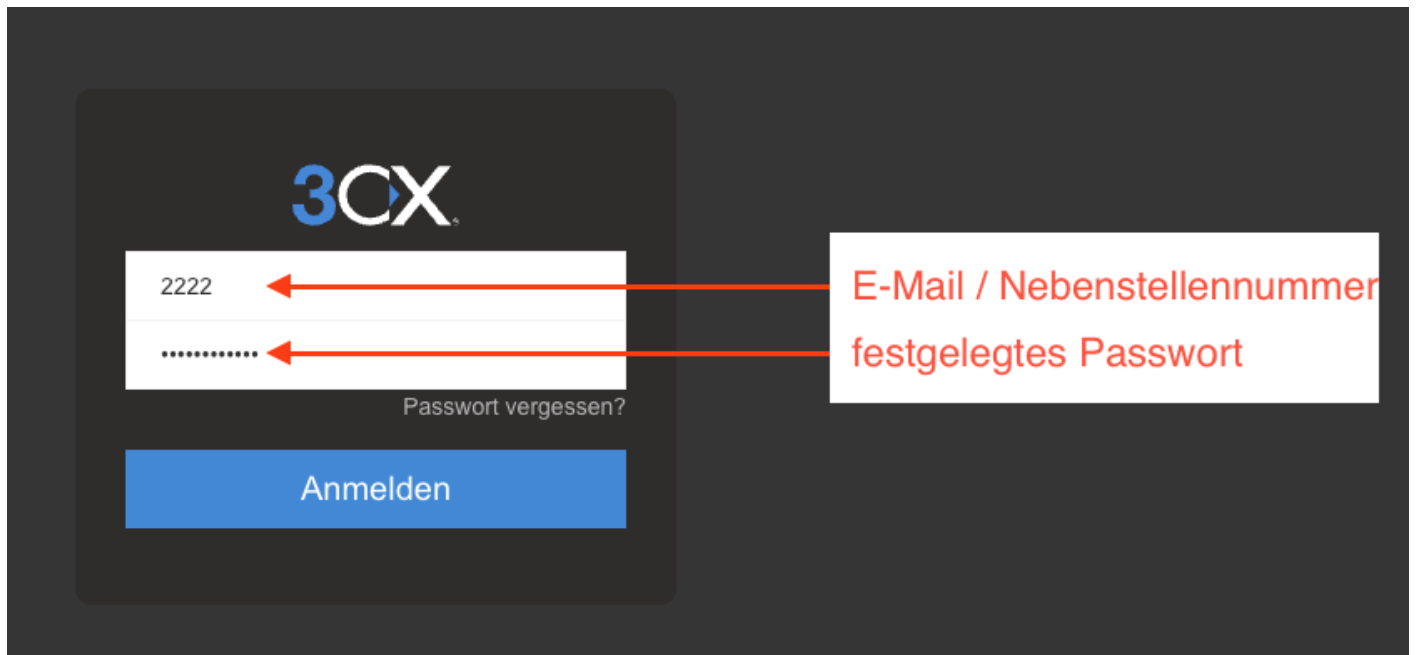 3CX
2222
••••••••••••
E-Mail / Nebenstellennummer
festgelegtes Passwort
Passwort vergessen?
Anmelden